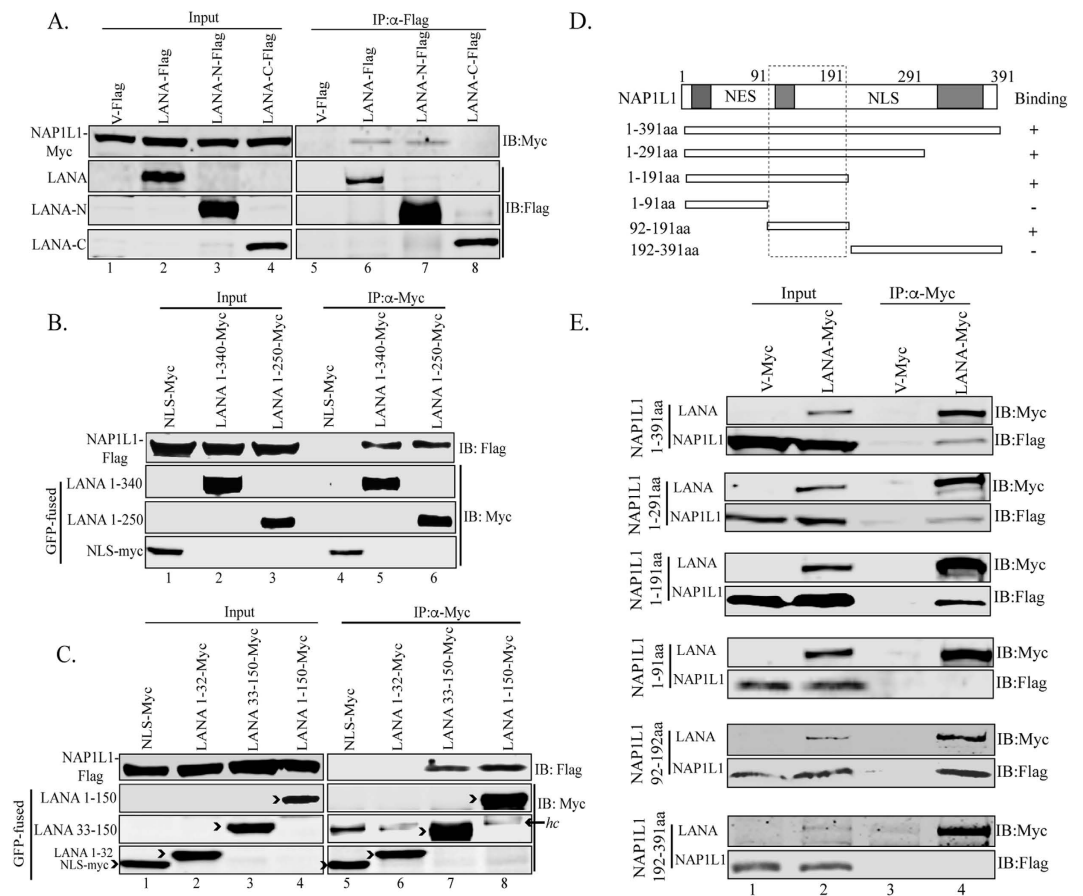 A.
Input
IP:α-Flag
V-Flag
LANA-Flag
LANA-N-Flag
LANA-C-Flag
V-Flag
LANA-Flag
LANA-N-Flag
LANA-C-Flag
NAP1L1-
Myc
IB:Myc
LANA
LANA-N
IB:Flag
LANA-C
1 2 3 4 5 6 7 8
B.
Input
IP:α-Myc
NLS-Myc
LANA 1-340-Myc
LANA 1-250-Myc
NLS-Myc
LANA 1-340-Myc
LANA 1-250-Myc
NAP1L1-
Flag
IB: Flag
GFP-fused
LANA 1-340
LANA 1-250
IB: Myc
NLS-myc
1 2 3 4 5 6
C.
Input
IP:α-Myc
NLS-Myc
LANA 1-32-Myc
LANA 33-150-Myc
LANA 1-150-Myc
NLS-Myc
LANA 1-32-Myc
LANA 33-150-Myc
LANA 1-150-Myc
NAP1L1-
Flag
IB: Flag
GFP-fused
LANA 1-150
IB: Myc
LANA 33-150
hc
LANA 1-32
NLS-myc
1 2 3 4 5 6 7 8
D.
1 91 191 291 391
NAP1L1 NES NLS Binding
1-391aa +
1-291aa +
1-191aa +
1-91aa -
92-191aa +
192-391aa -
E.
Input
IP:α-Myc
V-Myc
LANA-Myc
V-Myc
LANA-Myc
NAP1L1
1-391aa
LANA IB:Myc
NAP1L1 IB:Flag
NAP1L1
1-291aa
LANA IB:Myc
NAP1L1 IB:Flag
NAP1L1
1-191aa
LANA IB:Myc
NAP1L1 IB:Flag
NAP1L1
1-91aa
LANA IB:Myc
NAP1L1 IB:Flag
NAP1L1
92-192aa
LANA IB:Myc
NAP1L1 IB:Flag
NAP1L1
192-391aa
LANA IB:Myc
NAP1L1 IB:Flag
1 2 3 4